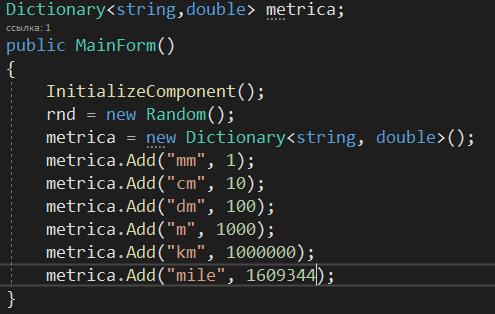 Dictionary<string,double> metrica;
ссылка: 1
public MainForm()
{
InitializeComponent();
rnd = new Random();
metrica = new Dictionary<string, double>();
metrica.Add("mm", 1);
metrica.Add("cm", 10);
metrica.Add("dm", 100);
metrica.Add("m", 1000);
metrica.Add("km", 1000000);
metrica.Add("mile", 1609344);
}